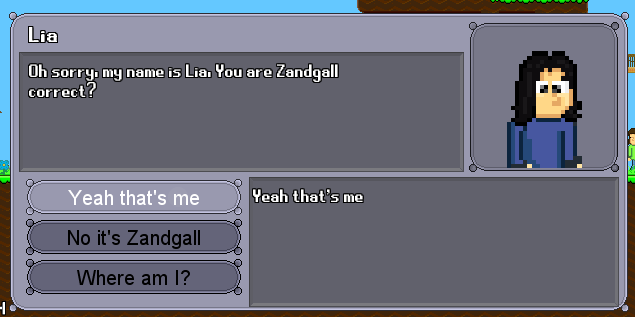 Lia
Oh sorry, my name is Lia. You are Zandgall
correct?
Yeah that's me
Yeah that's me
No it's Zandgall
Where am I?